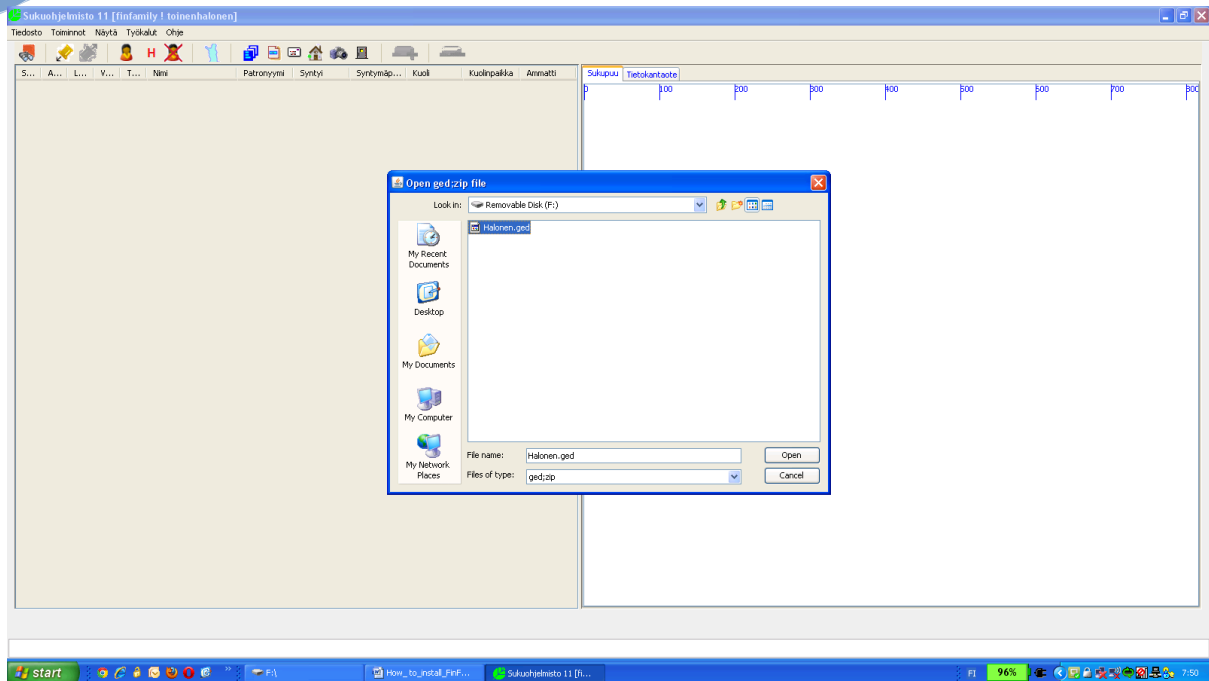 Sukuohjelmisto 11 [finfamily ! toinenhalonen]
Tiedosto Toiminnot Näytä Työkalut Ohje
S... A... L... V... T... Nimi Patronyymi Syntyi Syntymäp... Kuoli Kuolinpaikka Ammatti
Sukupuu Tietokantaote
0 100 200 300 400 500 600 700 800
Open ged;zip file
Look in: Removable Disk (F:)
Halonen.ged
My Recent
Documents
Desktop
My Documents
My Computer
My Network
Places
File name: Halonen.ged Open
Files of type: ged;zip Cancel
start F:\ How_to_install_FinF... Sukuohjelmisto 11 [fi... FI 96% 7:50